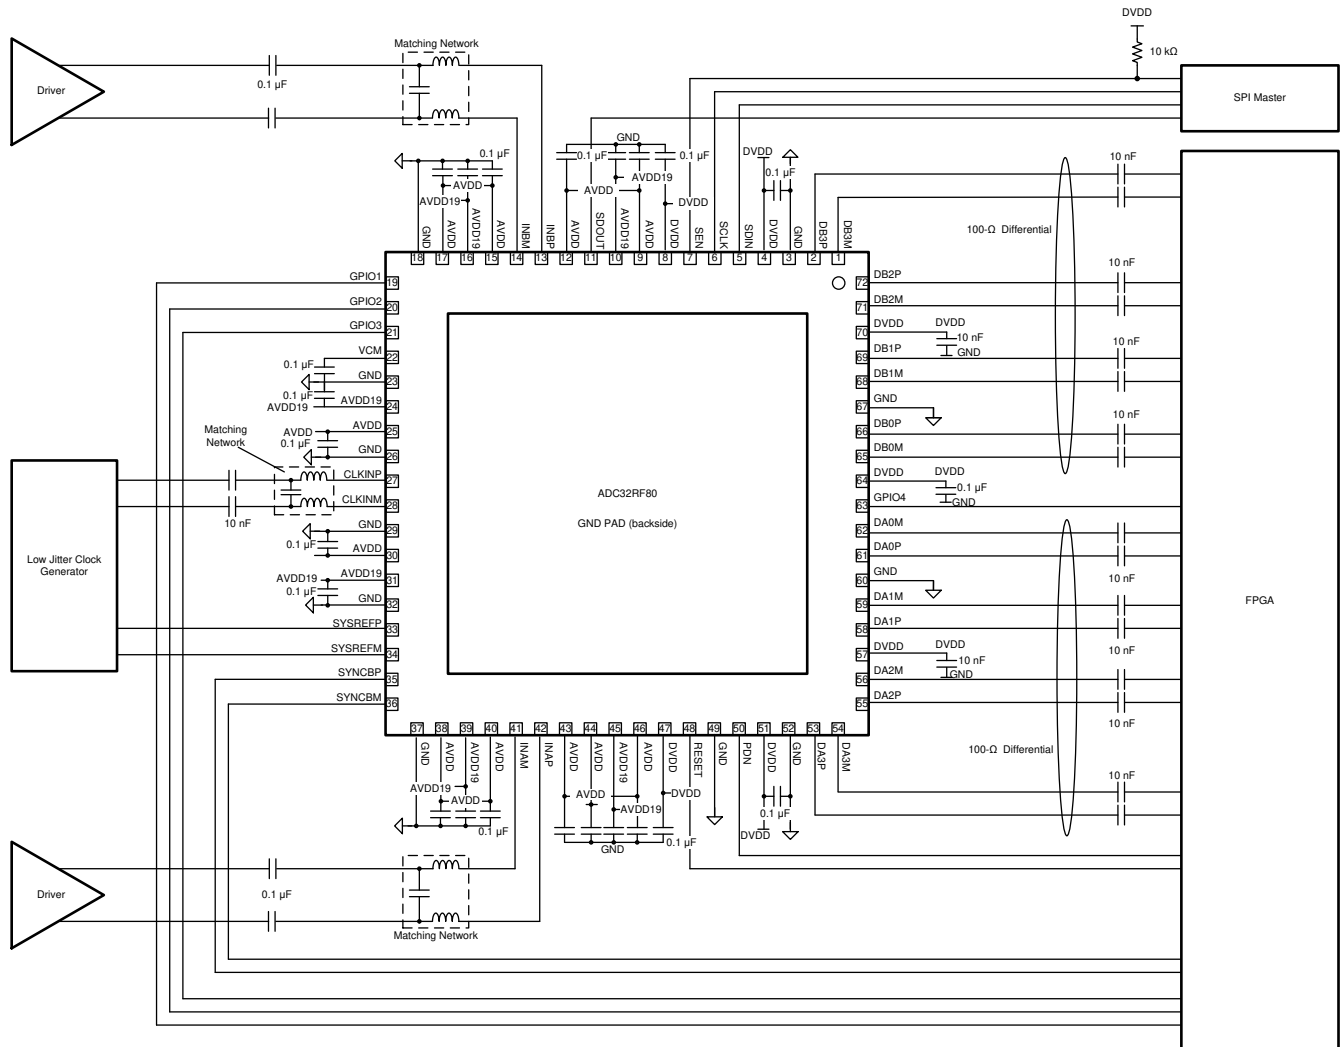 DVDD
10 kΩ
Matching Network
Driver
0.1 µF
SPI Master
GND
0.1 µF
0.1 µF
0.1 µF
DVDD
0.1 µF
10 nF
AVDD
AVDD19
AVDD
AVDD19
DVDD
GND
AVDD
AVDD19
AVDD
INBM
INBP
AVDD
SDOUT
AVDD19
AVDD
DVDD
SEN
SCLK
SDIN
DVDD
GND
DB3P
DB3M
100-Ω Differential
18
17
16
15
14
13
12
11
10
9
8
7
6
5
4
3
2
1
GPIO1
19
GPIO2
20
GPIO3
21
VCM
22
0.1 µF
GND
23
0.1 µF
AVDD19
AVDD19
24
AVDD
AVDD
25
0.1 µF
GND
26
Matching
Network
CLKINP
27
CLKINM
28
10 nF
GND
29
0.1 µF
AVDD
30
AVDD19
AVDD19
31
0.1 µF
GND
32
SYSREFP
33
SYSREFM
34
SYNCBP
35
SYNCBM
36
Low Jitter Clock
Generator
ADC32RF80
GND PAD (backside)
72
DB2P
10 nF
71
DB2M
70
DVDD
DVDD
10 nF
GND
69
DB1P
10 nF
68
DB1M
67
GND
66
DB0P
10 nF
65
DB0M
64
DVDD
DVDD
0.1 µF
GND
63
GPIO4
62
DA0M
61
DA0P
10 nF
60
GND
59
DA1M
58
DA1P
10 nF
57
DVDD
DVDD
10 nF
GND
56
DA2M
55
DA2P
10 nF
FPGA
37
38
39
40
41
42
43
44
45
46
47
48
49
50
51
52
53
54
GND
AVDD
AVDD19
AVDD
INAM
INAP
AVDD
AVDD
AVDD19
AVDD
DVDD
RESET
GND
PDN
DVDD
GND
DA3P
DA3M
100-Ω Differential
10 nF
AVDD19
AVDD
0.1 µF
AVDD
AVDD19
DVDD
0.1 µF
GND
0.1 µF
DVDD
Driver
0.1 µF
Matching Network